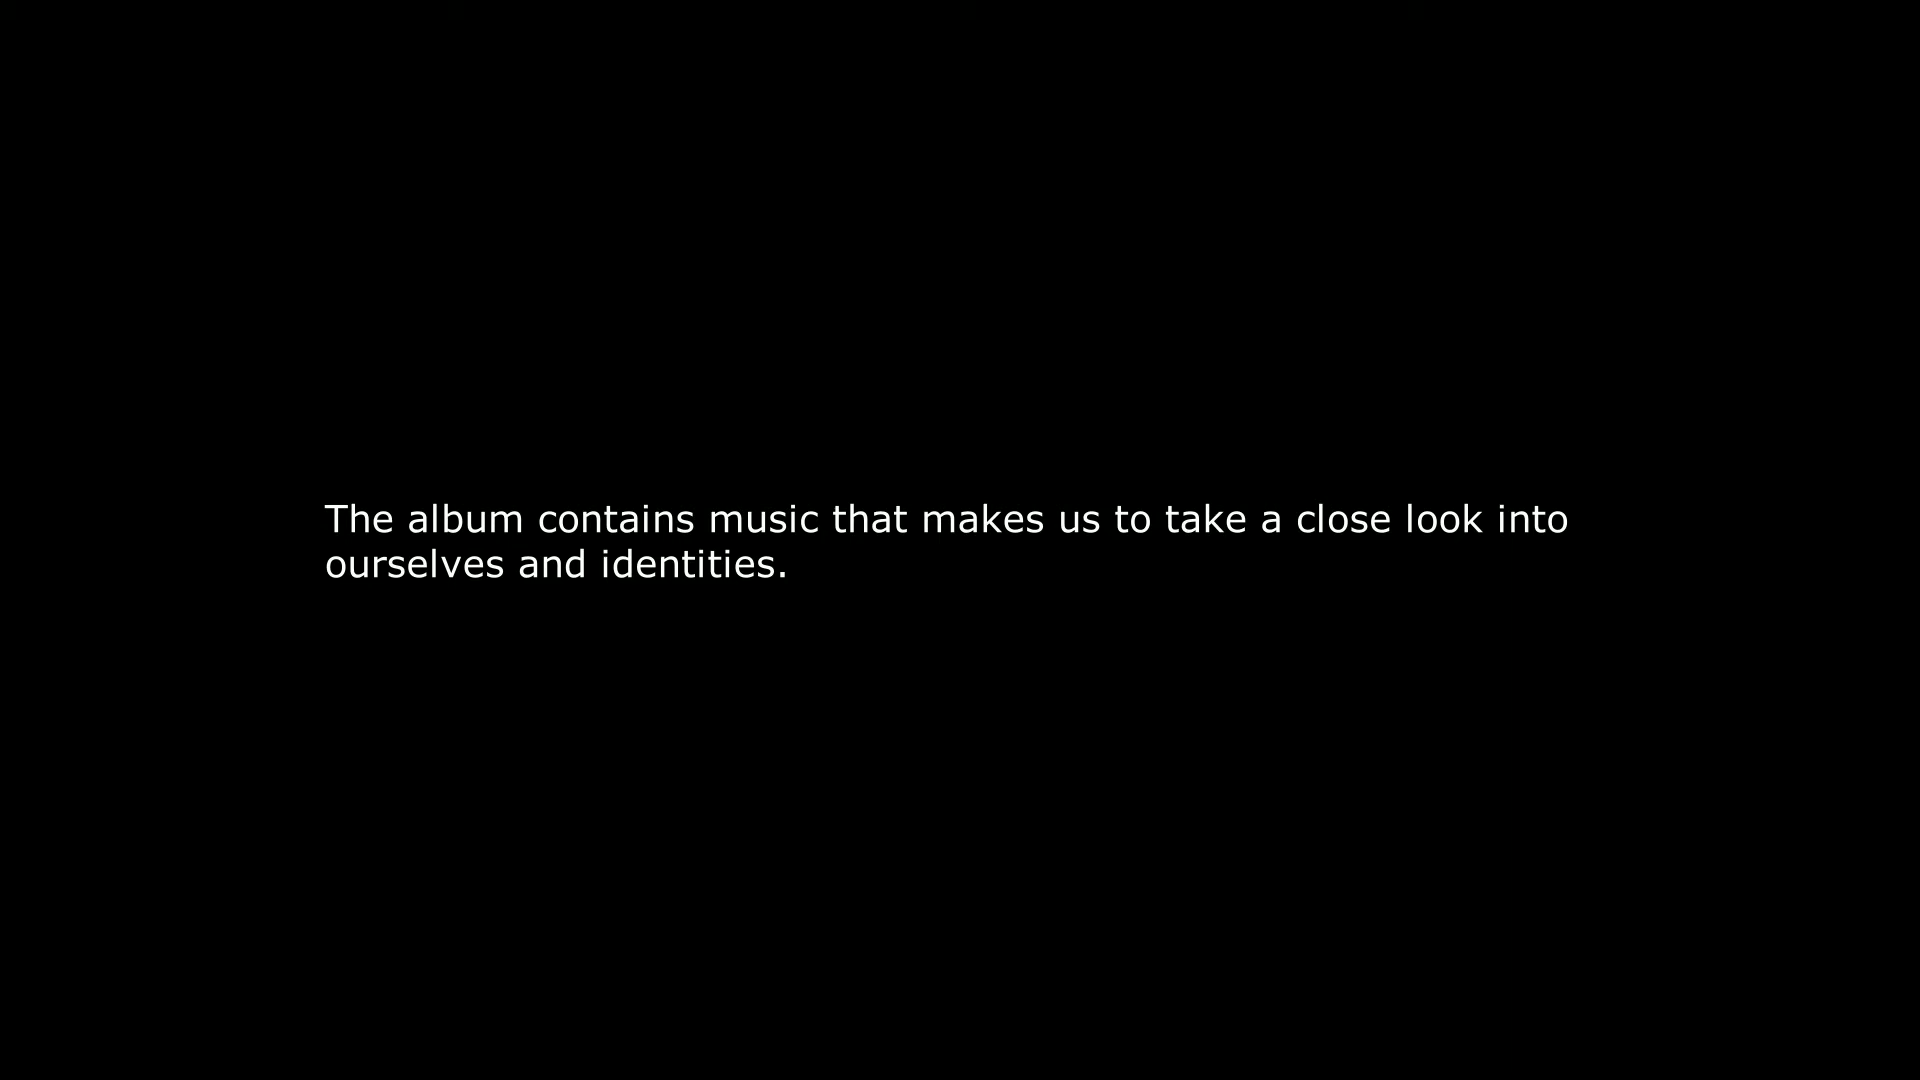 The album contains music that makes us to take a close look into
ourselves and identities.